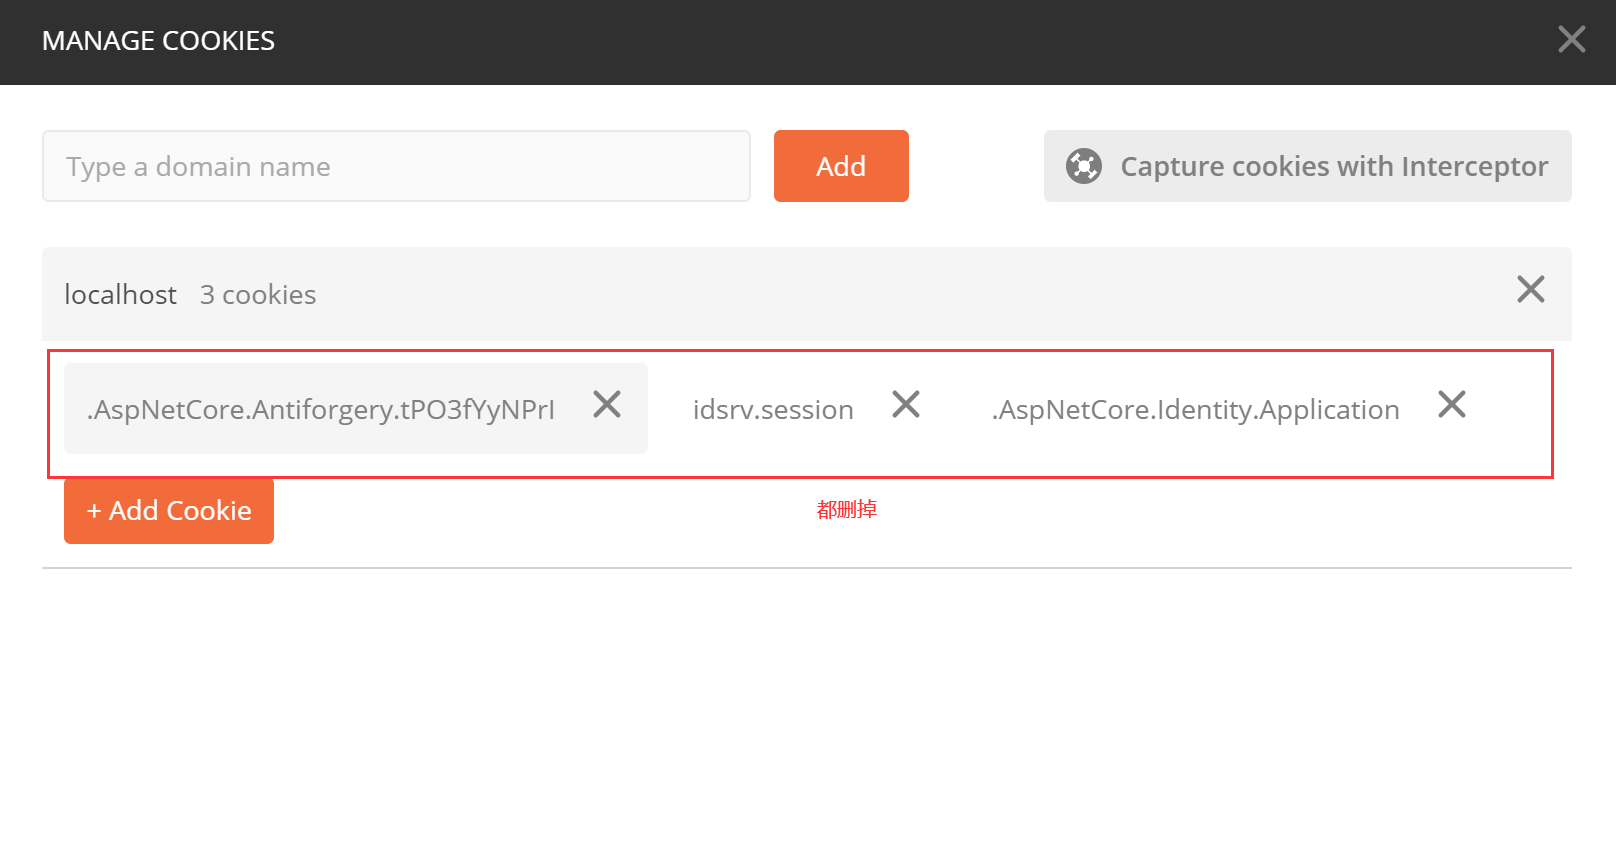 MANAGE COOKIES
Type a domain name
Add
Capture cookies with Interceptor
localhost 3 cookies
.AspNetCore.Antiforgery.tPO3fYyNPrI
idsrv.session
.AspNetCore.Identity.Application
+ Add Cookie
都删掉